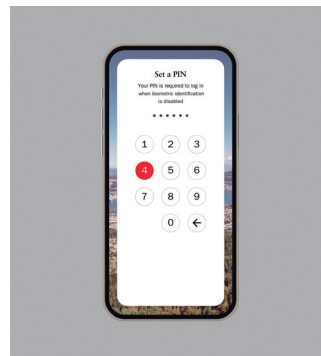 Set a PIN
Your PIN is required to log in
when biometric identification
is disabled
1 2 3
4 5 6
7 8 9
0